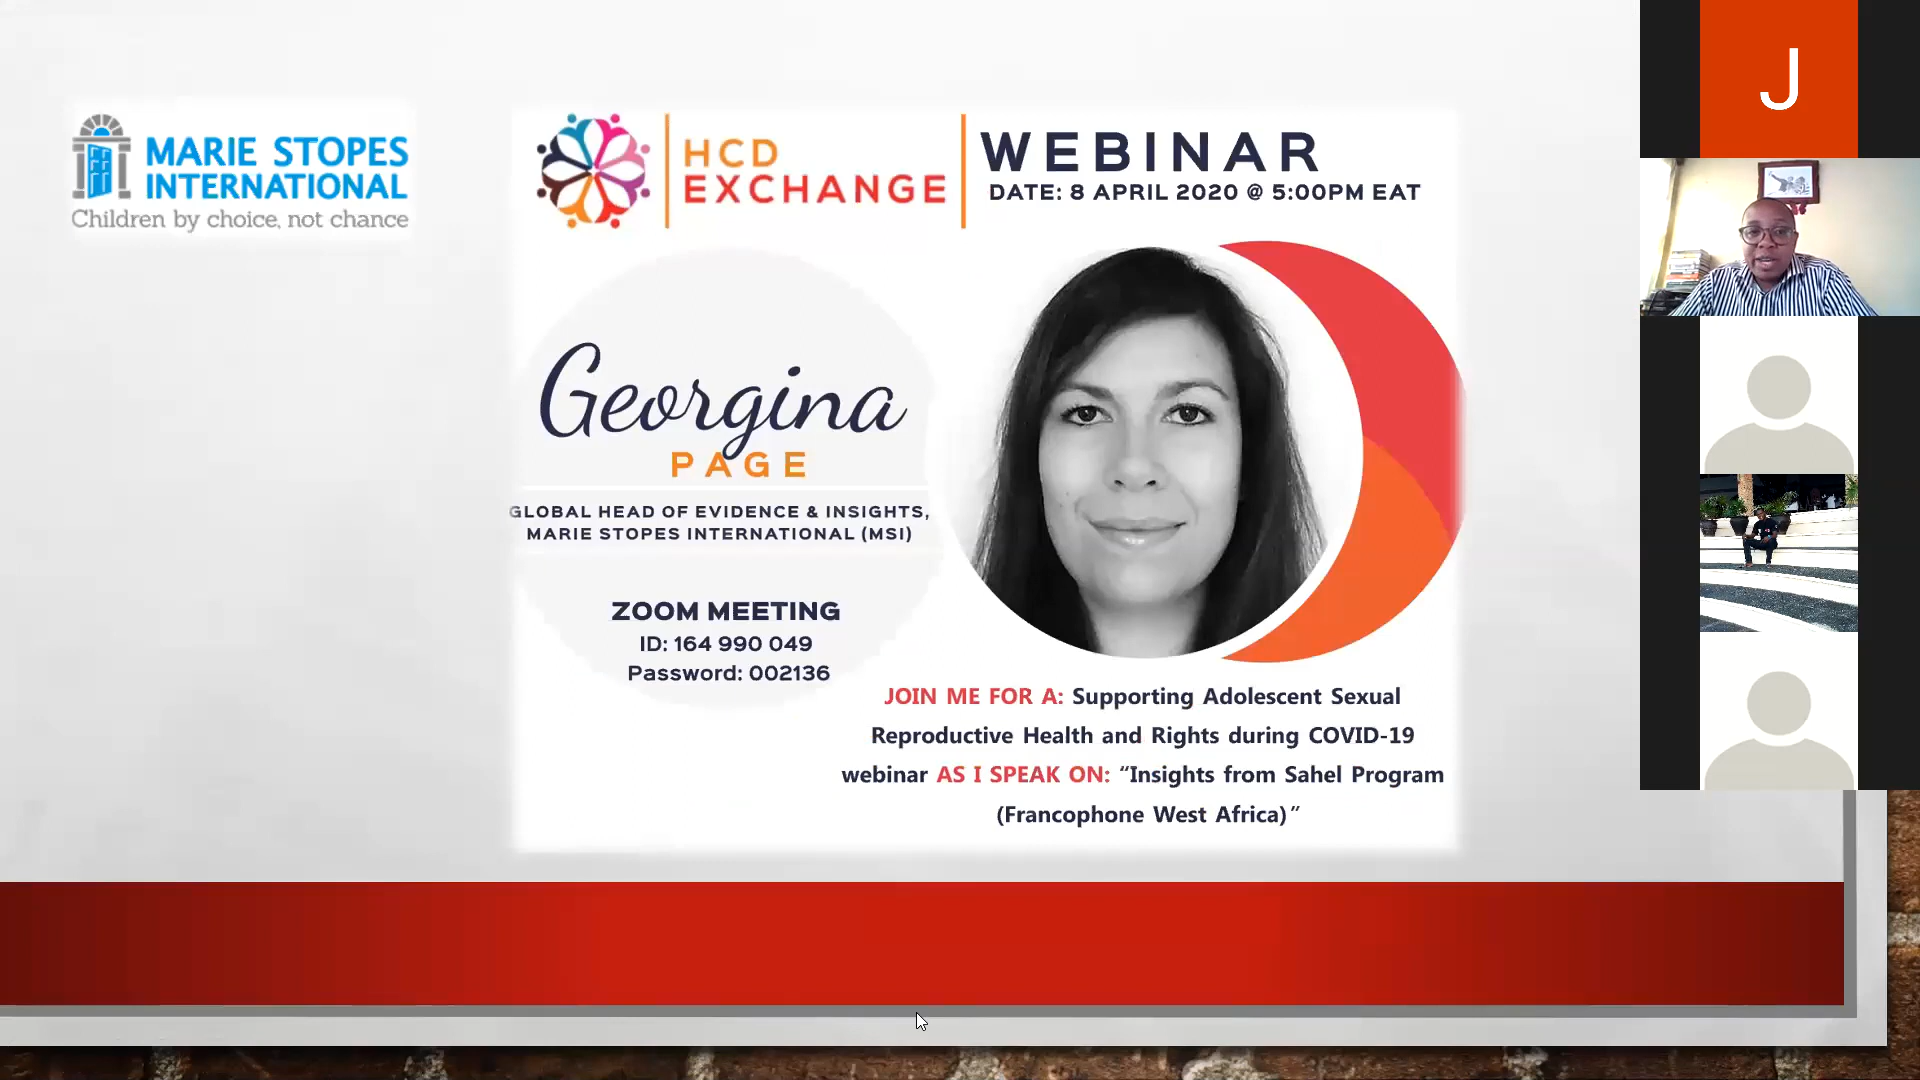 MARIE STOPES
INTERNATIONAL
Children by choice, not chance
HCD
EXCHANGE
WEBINAR
DATE: 8 APRIL 2020 @ 5:00PM EAT
Georgina
PAGE
GLOBAL HEAD OF EVIDENCE & INSIGHTS,
MARIE STOPES INTERNATIONAL (MSI)
ZOOM MEETING
ID: 164 990 049
Password: 002136
JOIN ME FOR A: Supporting Adolescent Sexual
Reproductive Health and Rights during COVID-19
webinar AS I SPEAK ON: “Insights from Sahel Program
(Francophone West Africa)”
J